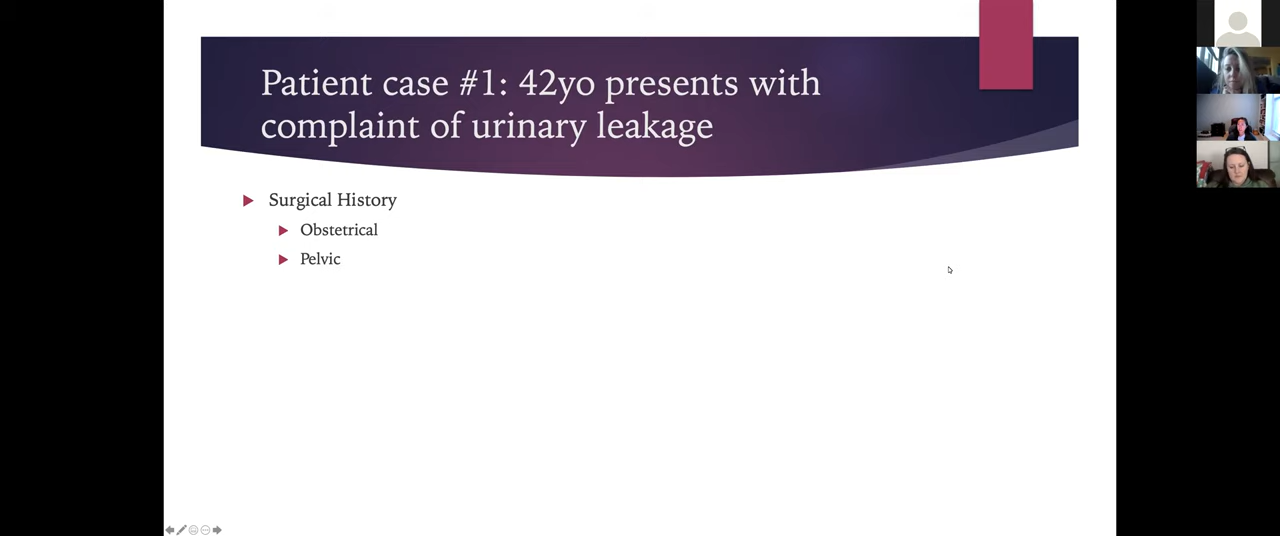 Patient case #1: 42yo presents with
complaint of urinary leakage
Surgical History
Obstetrical
Pelvic